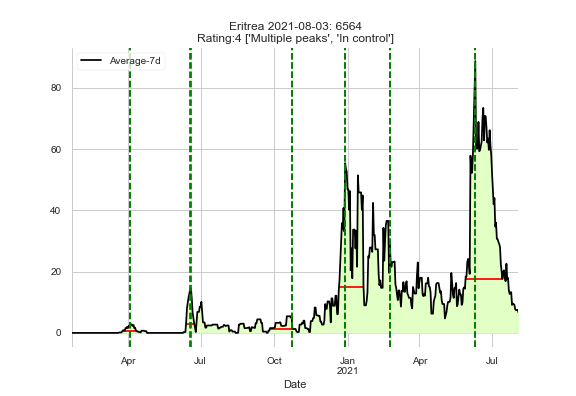 Eritrea 2021-08-03: 6564
Rating:4 ['Multiple peaks', 'In control']
Average-7d
80
60
40
20
0
Apr
Jul
Oct
Jan
2021
Apr
Jul
Date